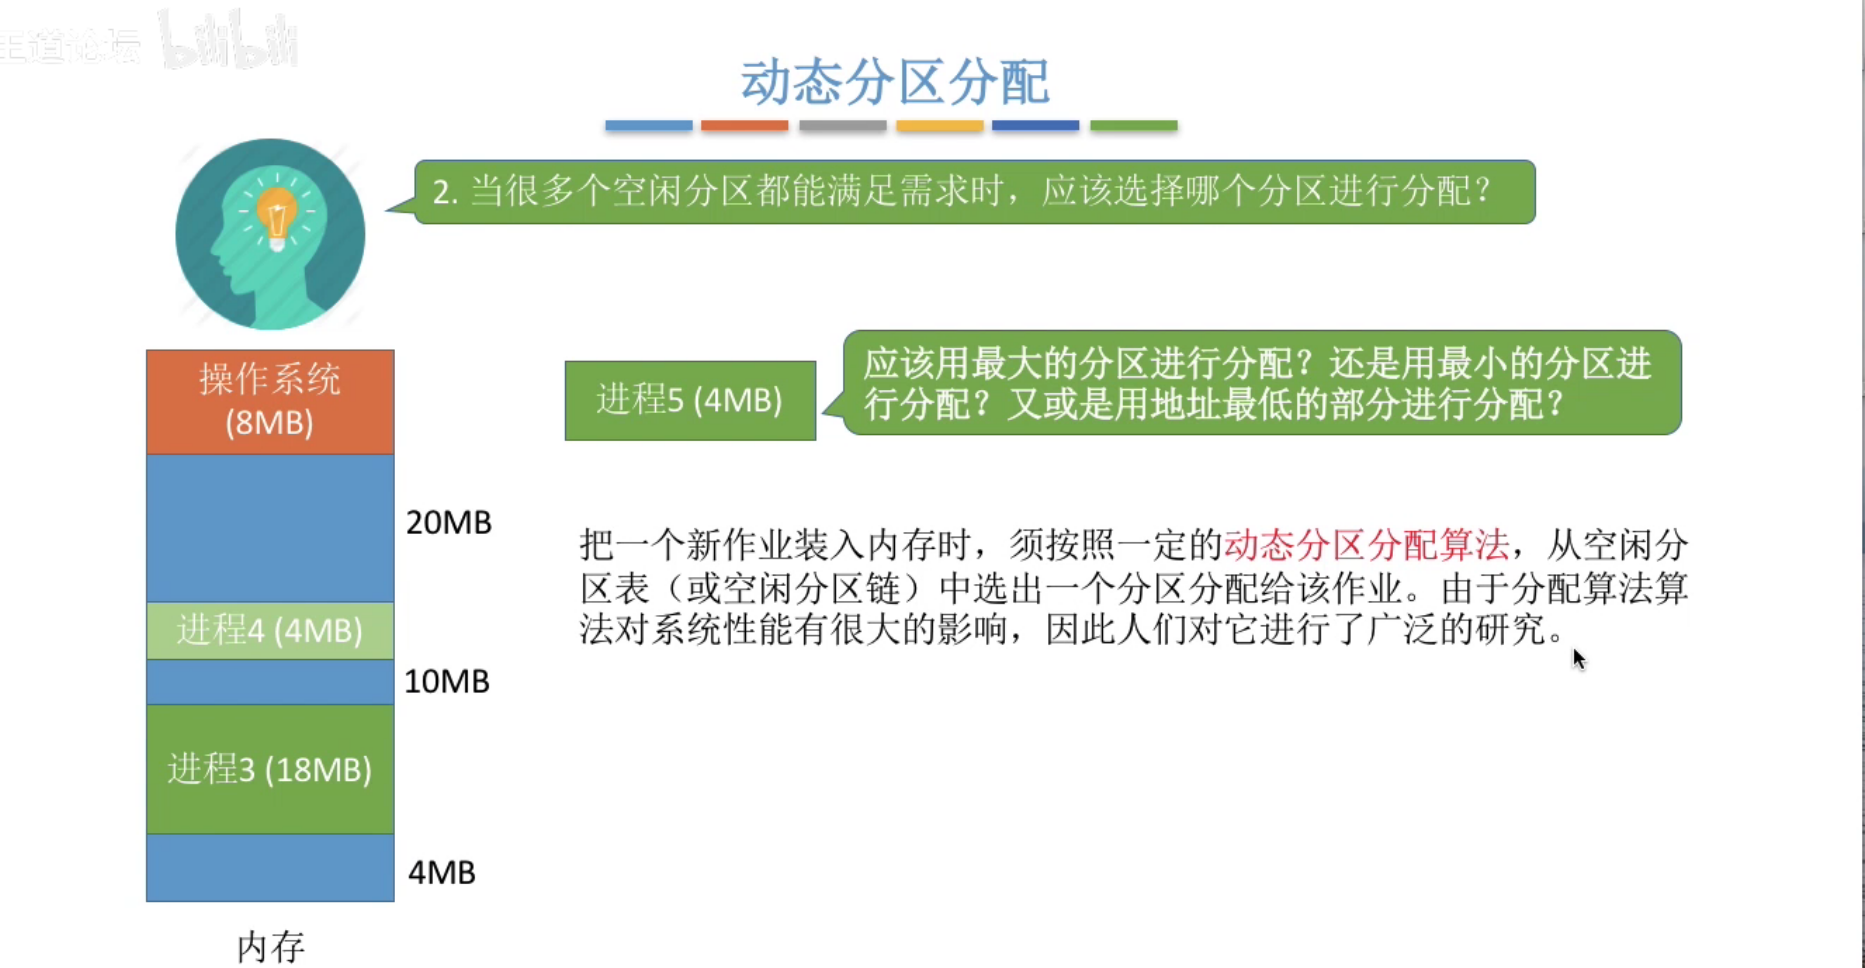 王道论坛 bilibili
动态分区分配
2. 当很多个空闲分区都能满足需求时，应该选择哪个分区进行分配？
操作系统
(8MB)
20MB
进程4 (4MB)
10MB
进程3 (18MB)
4MB
内存
进程5 (4MB)
应该用最大的分区进行分配？还是用最小的分区进
行分配？又或是用地址最低的部分进行分配？
把一个新作业装入内存时，须按照一定的动态分区分配算法，从空闲分
区表（或空闲分区链）中选出一个分区分配给该作业。由于分配算法算
法对系统性能有很大的影响，因此人们对它进行了广泛的研究。